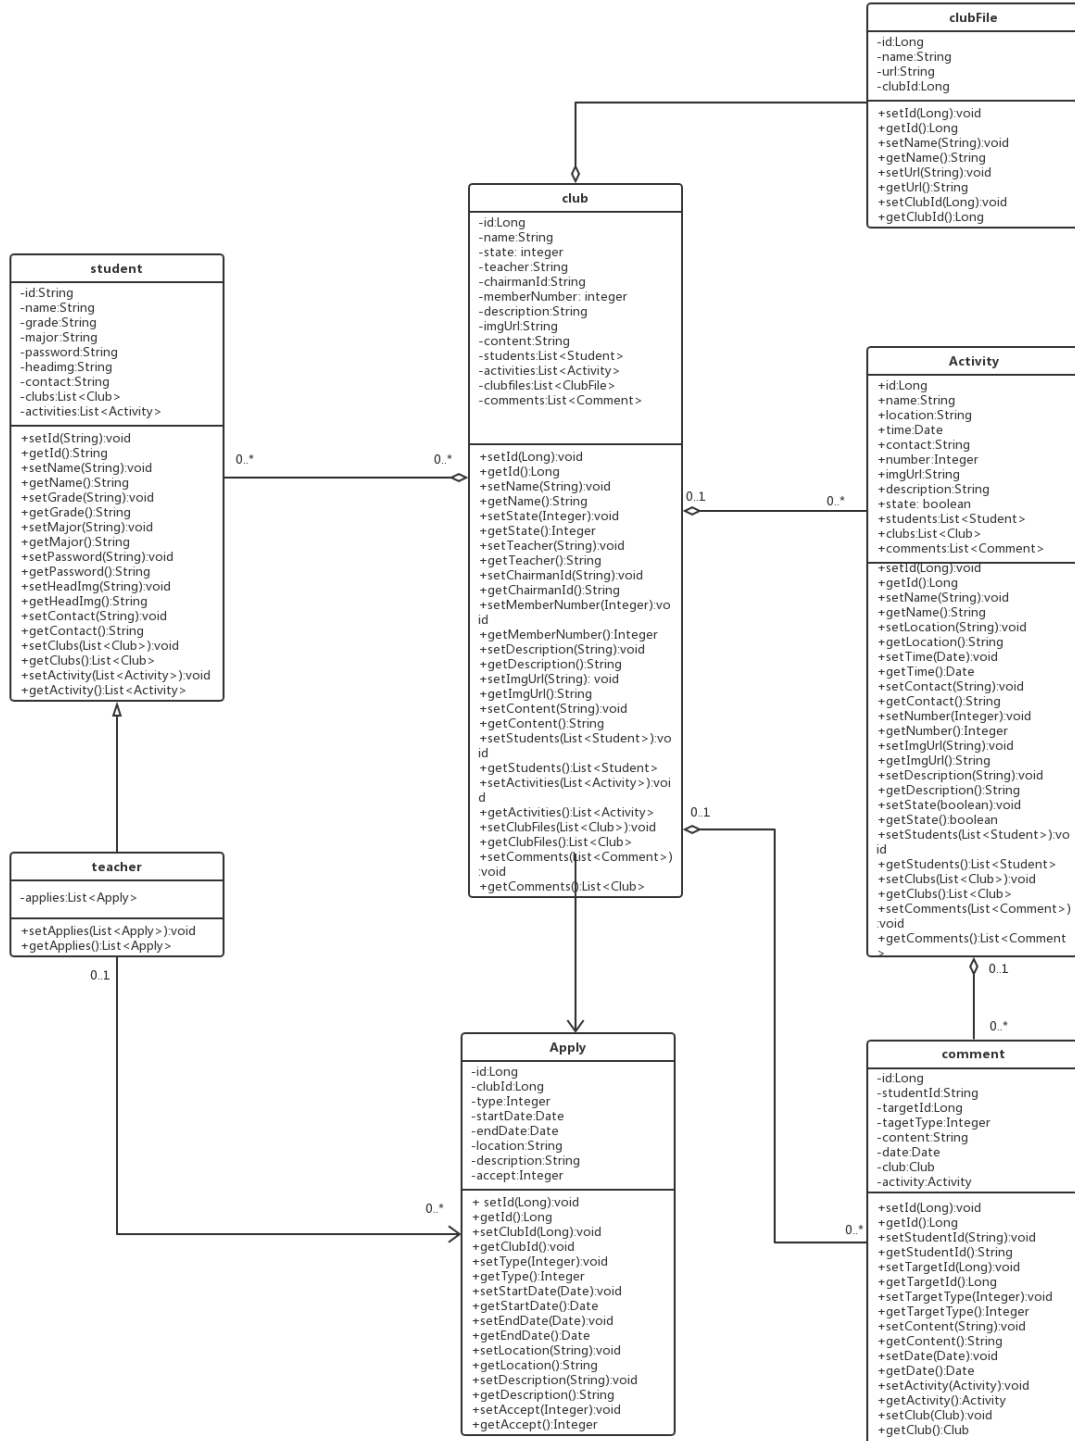 clubFile
-id:Long
-name:String
-url:String
-clubId:Long
+setId(Long):void
+getId():Long
+setName(String):void
+getName():String
+setUrl(String):void
+getUrl():String
+setClubId(Long):void
+getClubId():Long
club
-id:Long
-name:String
-state: integer
-teacher:String
-chairmanId:String
-memberNumber: integer
-description:String
-imgUrl:String
-content:String
-students:List<Student>
-activities:List<Activity>
-clubfiles:List<ClubFile>
-comments:List<Comment>
+setId(Long):void
+getId():Long
+setName(String):void
+getName():String
+setState(Integer):void
+getState():Integer
+setTeacher(String):void
+getTeacher():String
+setChairmanId(String):void
+getChairmanId():String
+setMemberNumber(Integer):vo
id
+getMemberNumber():Integer
+setDescription(String):void
+getDescription():String
+setImgUrl(String): void
+getImgUrl():String
+setContent(String):void
+getContent():String
+setStudents(List<Student>):vo
id
+getStudents():List<Student>
+setActivities(List<Activity>):voi
d
+getActivities():List<Activity>
+setClubFiles(List<Club>):void
+getClubFiles():List<Club>
+setComments(List<Comment>)
:void
+getComments():List<Club>
student
-id:String
-name:String
-grade:String
-major:String
-password:String
-headimg:String
-contact:String
-clubs:List<Club>
-activities:List<Activity>
+setId(String):void
+getId():String
+setName(String):void
+getName():String
+setGrade(String):void
+getGrade():String
+setMajor(String):void
+getMajor():String
+setPassword(String):void
+getPassword():String
+setHeadImg(String):void
+getHeadImg():String
+setContact(String):void
+getContact():String
+setClubs(List<Club>):void
+getClubs():List<Club>
+setActivity(List<Activity>):void
+getActivity():List<Activity>
0..*
0..*
0..1
0..*
Activity
+id:Long
+name:String
+location:String
+time:Date
+contact:String
+number:Integer
+imgUrl:String
+description:String
+state: boolean
+students:List<Student>
+clubs:List<Club>
+comments:List<Comment>
+setId(Long):void
+getId():Long
+setName(String):void
+getName():String
+setLocation(String):void
+getLocation():String
+setTime(Date):void
+getTime():Date
+setContact(String):void
+getContact():String
+setNumber(Integer):void
+getNumber():Integer
+setImgUrl(String):void
+getImgUrl():String
+setDescription(String):void
+getDescription():String
+setState(boolean):void
+getState():boolean
+setStudents(List<Student>):vo
id
+getStudents():List<Student>
+setClubs(List<Club>):void
+getClubs():List<Club>
+setComments(List<Comment>)
:void
+getComments():List<Comment
>
0..1
teacher
-applies:List<Apply>
+setApplies(List<Apply>):void
+getApplies():List<Apply>
0..1
0..1
0..*
Apply
-id:Long
-clubId:Long
-type:Integer
-startDate:Date
-endDate:Date
-location:String
-description:String
-accept:Integer
+ setId(Long):void
+getId():Long
+setClubId(Long):void
+getClubId():void
+setType(Integer):void
+getType():Integer
+setStartDate(Date):void
+getStartDate():Date
+setEndDate(Date):void
+getEndDate():Date
+setLocation(String):void
+getLocation():String
+setDescription(String):void
+getDescription():String
+setAccept(Integer):void
+getAccept():Integer
0..*
0..*
comment
-id:Long
-studentId:String
-targetId:Long
-tagetType:Integer
-content:String
-date:Date
-club:Club
-activity:Activity
+setId(Long):void
+getId():Long
+setStudentId(String):void
+getStudentId():String
+setTargetId(Long):void
+getTargetId():Long
+setTargetType(Integer):void
+getTargetType():Integer
+setContent(String):void
+getContent():String
+setDate(Date):void
+getDate():Date
+setActivity(Activity):void
+getActivity():Activity
+setClub(Club):void
+getClub():Club